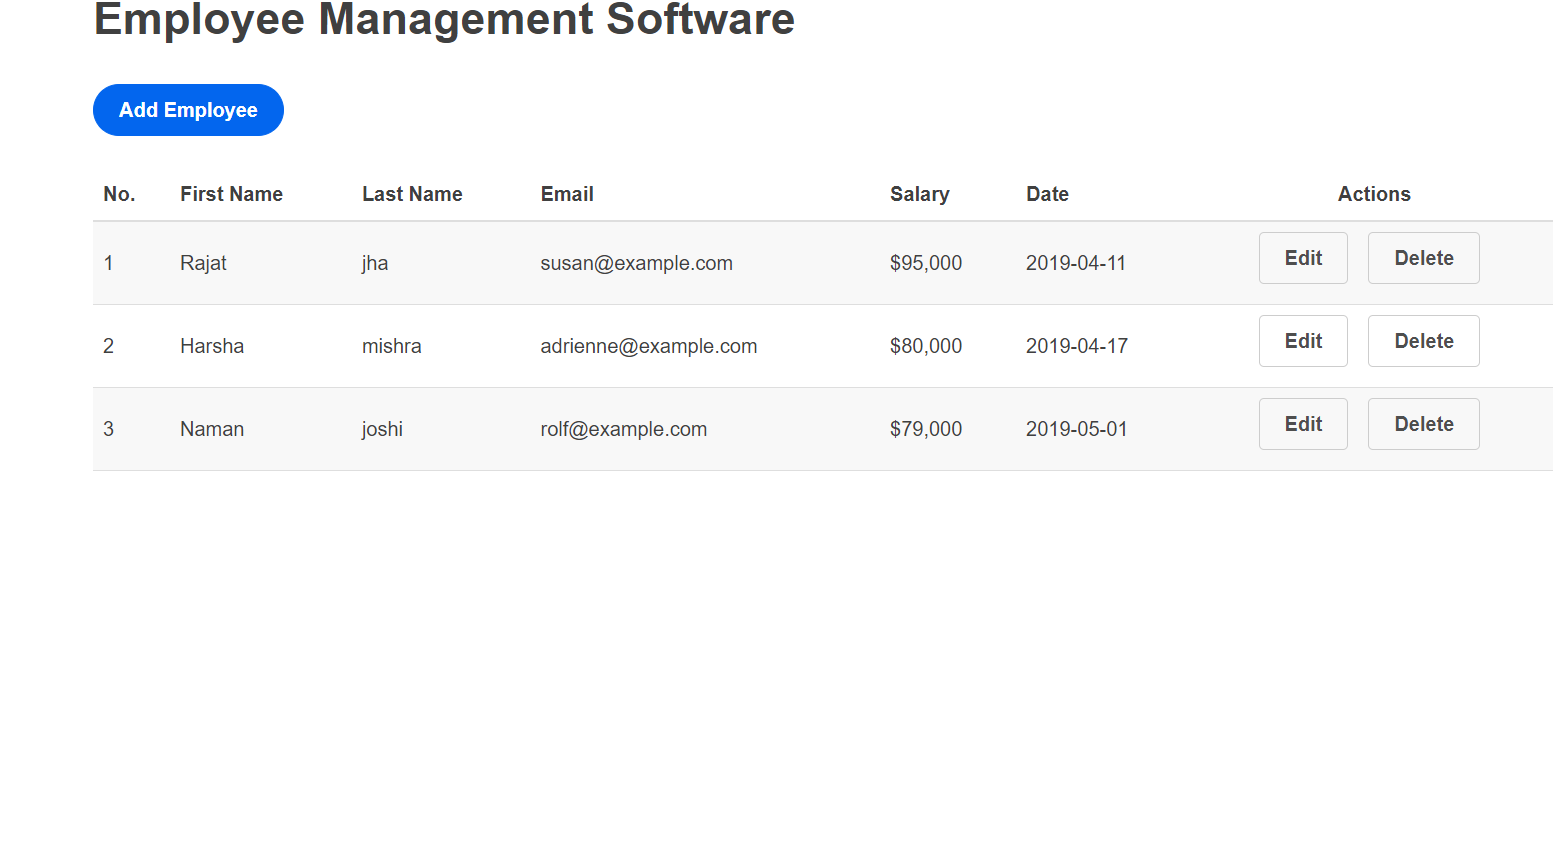 Employee Management Software
Add Employee
No. First Name Last Name Email Salary Date Actions
1 Rajat jha susan@example.com $95,000 2019-04-11 Edit Delete
2 Harsha mishra adrienne@example.com $80,000 2019-04-17 Edit Delete
3 Naman joshi rolf@example.com $79,000 2019-05-01 Edit Delete